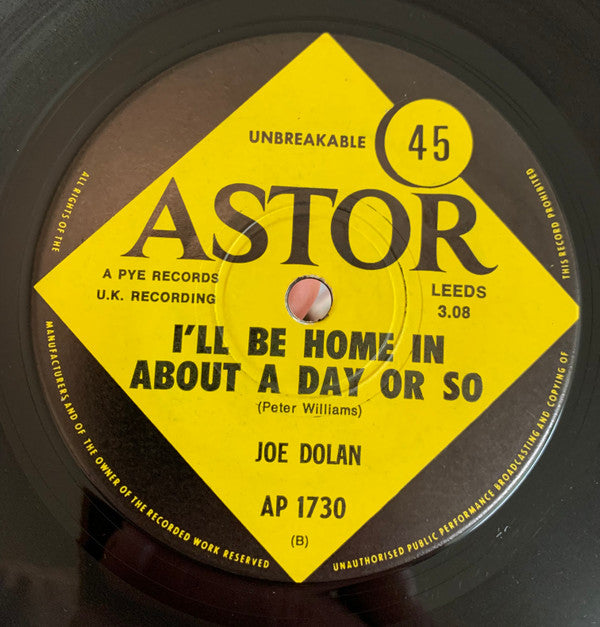 UNBREAKABLE
45
ASTOR
A PYE RECORDS
U.K. RECORDING
LEEDS
3.08
I'LL BE HOME IN
ABOUT A DAY OR SO
(Peter Williams)
JOE DOLAN
AP 1730
(B)
ALL RIGHTS OF THE
MANUFACTURERS AND OF THE OWNER OF THE RECORDED WORK RESERVED
UNAUTHORISED PUBLIC PERFORMANCE BROADCASTING AND COPYING OF
THIS RECORD PROHIBITED